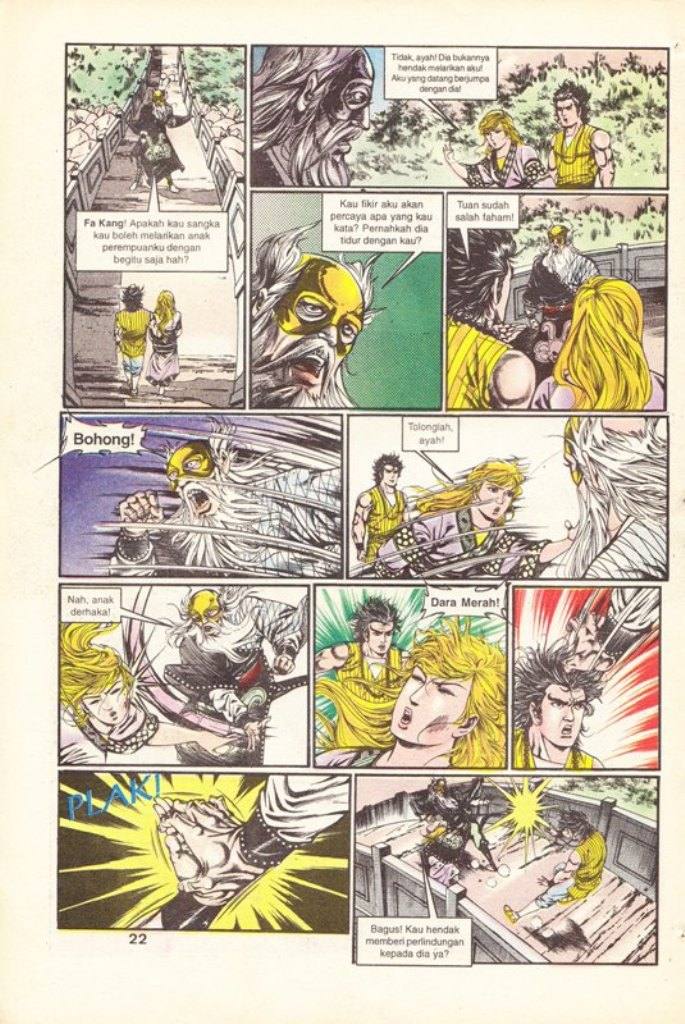 Fa Kang! Apakah kau sangka
kau boleh melarikan anak
perempuanku dengan
begitu saja hah?
Tidak, ayah! Dia bukannya
hendak melarikan aku!
Aku yang datang berjumpa
dengan dia!
Kau fikir aku akan
percaya apa yang kau
kata? Pernahkah dia
tidur dengan kau?
Tuan sudah
salah faham!
Bohong!
Tolonglah,
ayah!
Nah, anak
derhaka!
Dara Merah!
PLAK!
Bagus! Kau hendak
memberi perlindungan
kepada dia ya?
22